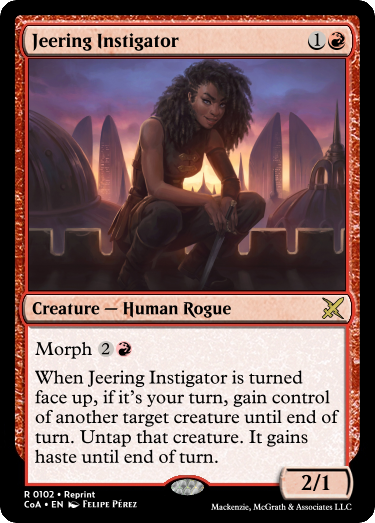 Jeering Instigator 1
Creature — Human Rogue
Morph 2
When Jeering Instigator is turned
face up, if it's your turn, gain control
of another target creature until end of
turn. Untap that creature. It gains
haste until end of turn.
2/1
R 0102 • Reprint
CoA • EN Felipe Pérez
Mackenzie, McGrath & Associates LLC